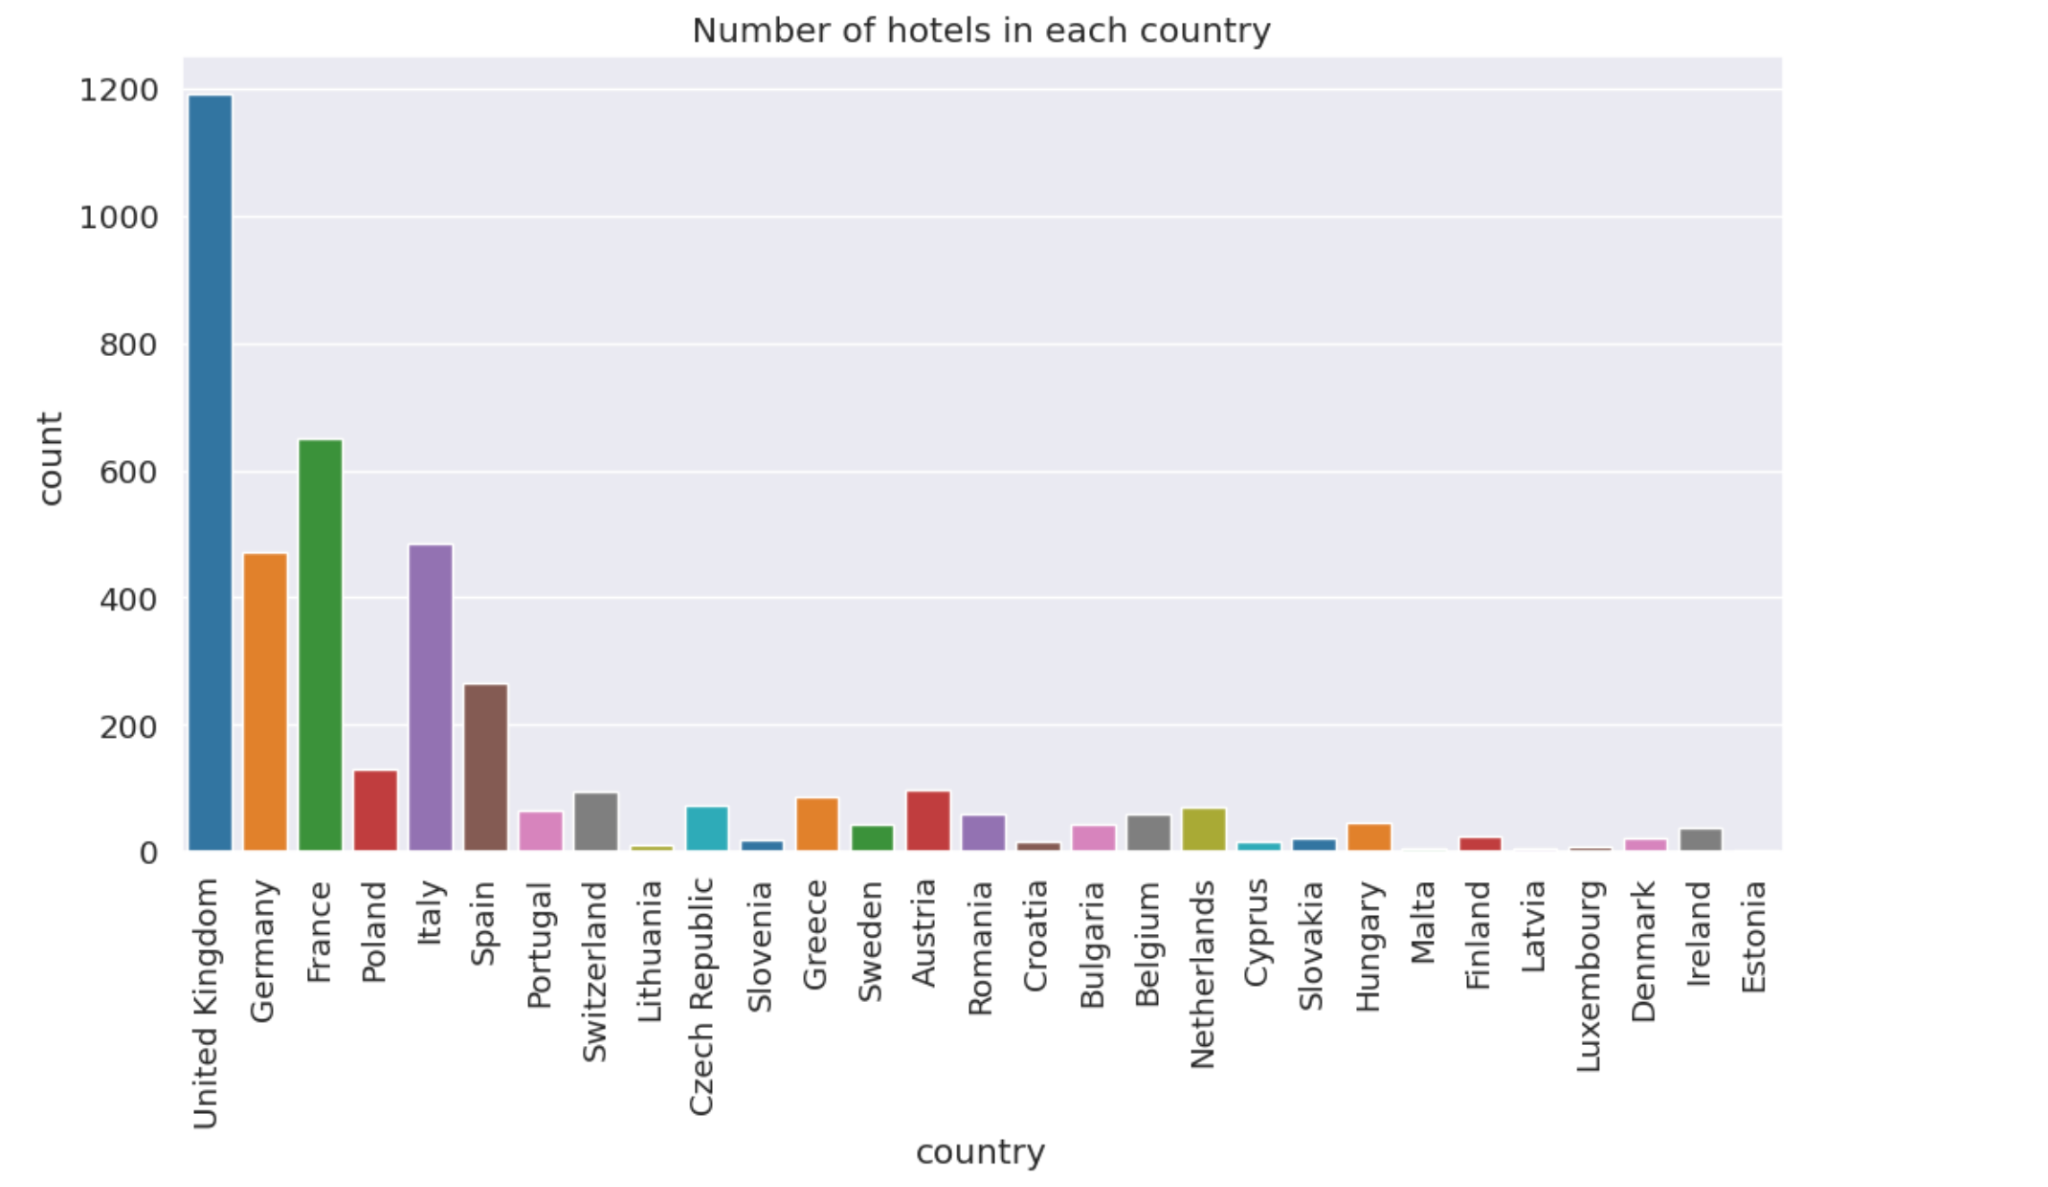 Number of hotels in each country
1200
1000
800
600
400
200
0
count
United Kingdom
Germany
France
Poland
Italy
Spain
Portugal
Switzerland
Lithuania
Czech Republic
Slovenia
Greece
Sweden
Austria
Romania
Croatia
Bulgaria
Belgium
Netherlands
Cyprus
Slovakia
Hungary
Malta
Finland
Latvia
Luxembourg
Denmark
Ireland
Estonia
country